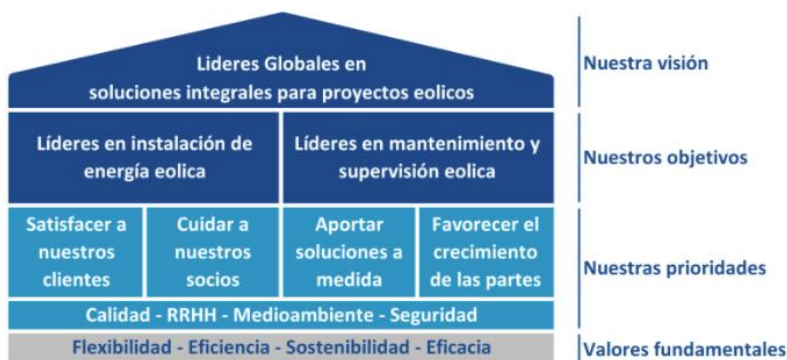 Lideres Globales en
soluciones integrales para proyectos eolicos
Nuestra visión
Líderes en instalación de
energía eolica
Líderes en mantenimiento y
supervisión eolica
Nuestros objetivos
Satisfacer a
nuestros
clientes
Cuidar a
nuestros
socios
Aportar
soluciones a
medida
Favorecer el
crecimiento
de las partes
Nuestras prioridades
Calidad - RRHH - Medioambiente - Seguridad
Flexibilidad - Eficiencia - Sostenibilidad - Eficacia
Valores fundamentales